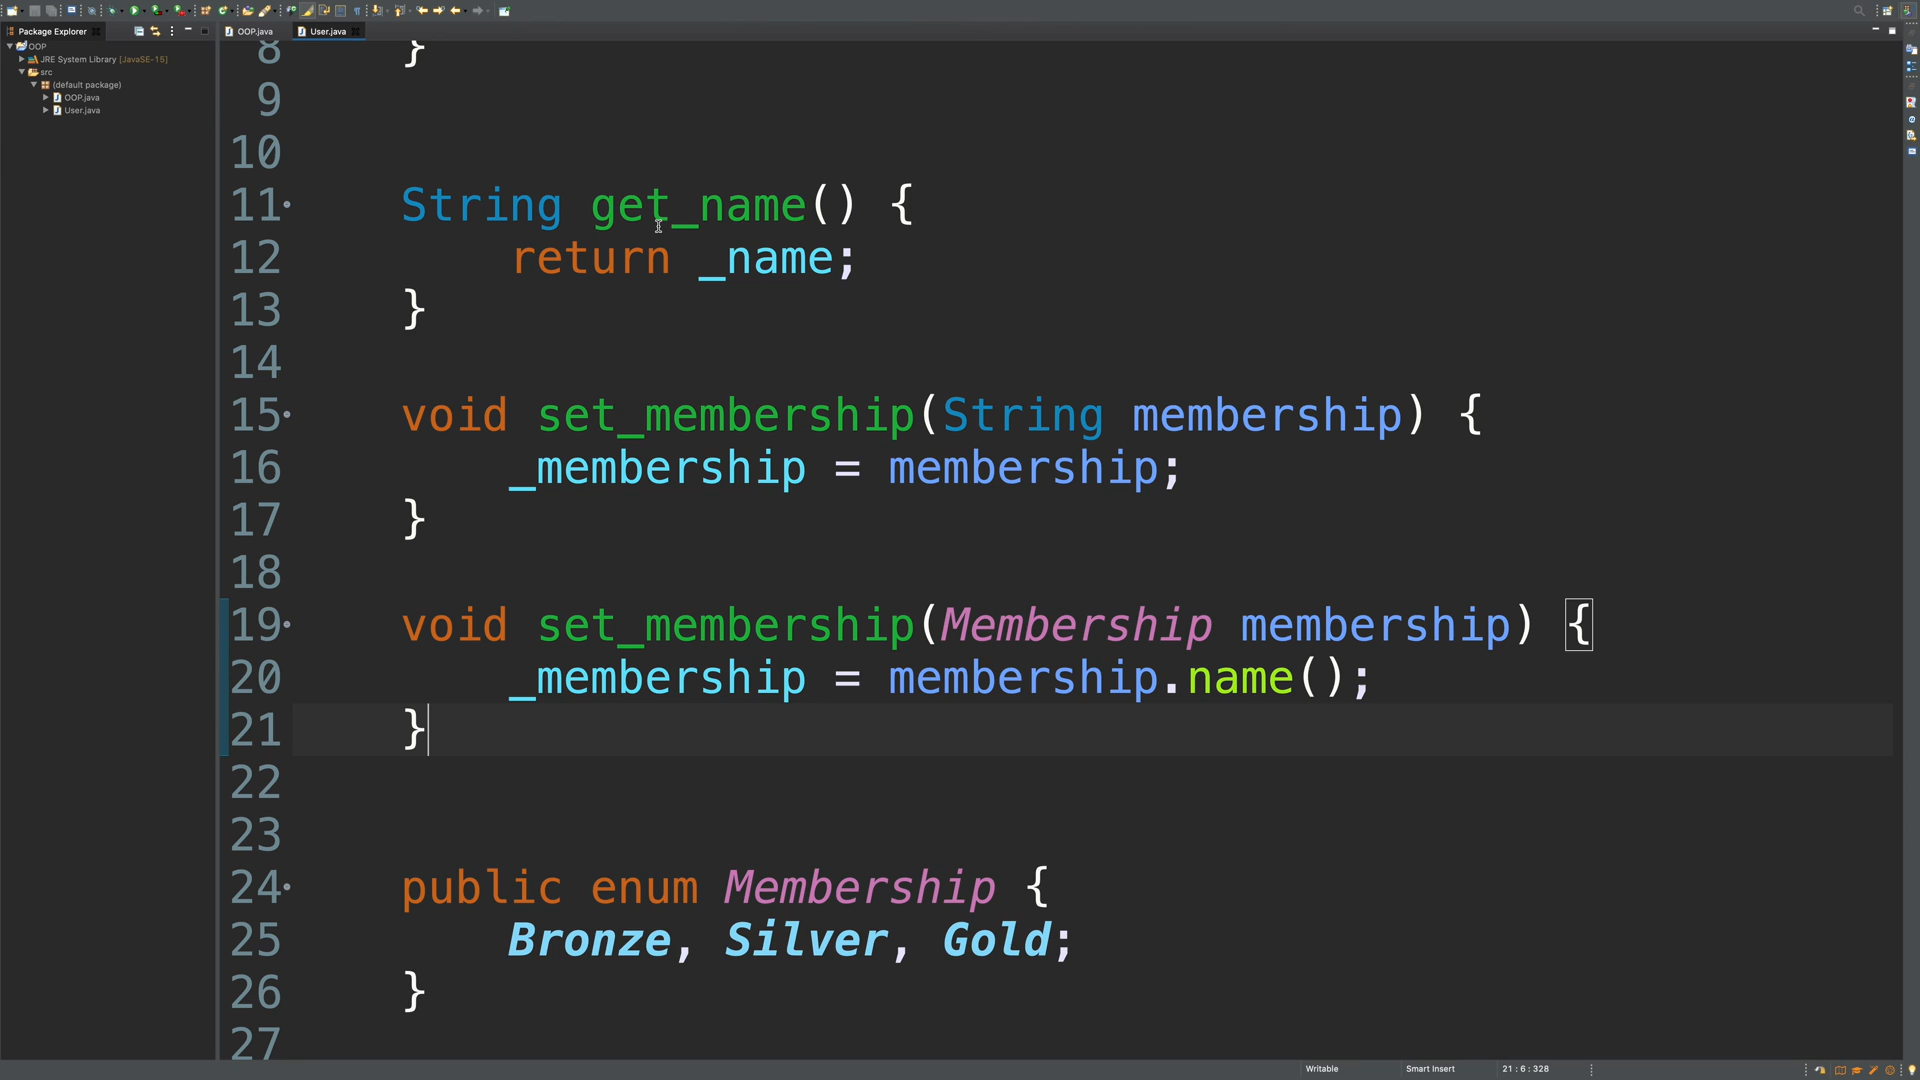 Package Explorer
OOP
JRE System Library [JavaSE-15]
src
(default package)
OOP.java
User.java
OOP.java
User.java
8 }
9
10
11 String get_name() {
12 return _name;
13 }
14
15 void set_membership(String membership) {
16 _membership = membership;
17 }
18
19 void set_membership(Membership membership) {
20 _membership = membership.name();
21 }
22
23
24 public enum Membership {
25 Bronze, Silver, Gold;
26 }
27
Writable
Smart Insert
21 : 6 : 328